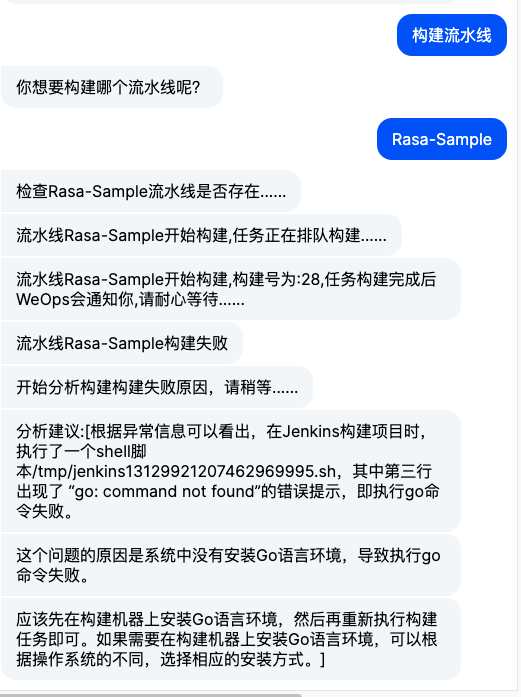 构建流水线
你想要构建哪个流水线呢?
Rasa-Sample
检查Rasa-Sample流水线是否存在......
流水线Rasa-Sample开始构建,任务正在排队构建......
流水线Rasa-Sample开始构建,构建号为:28,任务构建完成后
WeOps会通知你,请耐心等待......
流水线Rasa-Sample构建失败
开始分析构建构建失败原因，请稍等......
分析建议:[根据异常信息可以看出，在Jenkins构建项目时，
执行了一个shell脚
本/tmp/jenkins13129921207462969995.sh，其中第三行
出现了 “go: command not found”的错误提示，即执行go命
令失败。
这个问题的原因是系统中没有安装Go语言环境，导致执行go
命令失败。
应该先在构建机器上安装Go语言环境，然后再重新执行构建
任务即可。如果需要在构建机器上安装Go语言环境，可以根
据操作系统的不同，选择相应的安装方式。]